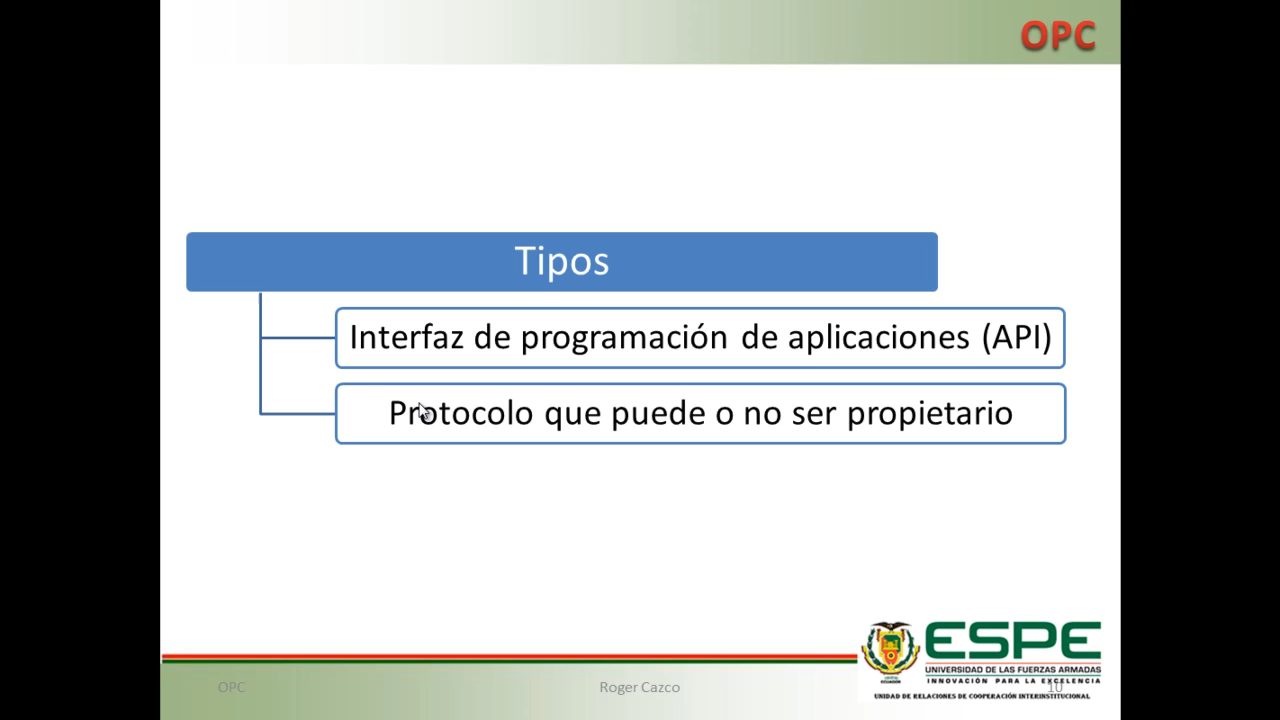 OPC
Tipos
Interfaz de programación de aplicaciones (API)
Protocolo que puede o no ser propietario
ESPE
UNIVERSIDAD DE LAS FUERZAS ARMADAS
INNOVACIÓN PARA LA EXCELENCIA
UNIDAD DE RELACIONES DE COOPERACIÓN INTERINSTITUCIONAL
ECUADOR
OPC
Roger Cazco
10